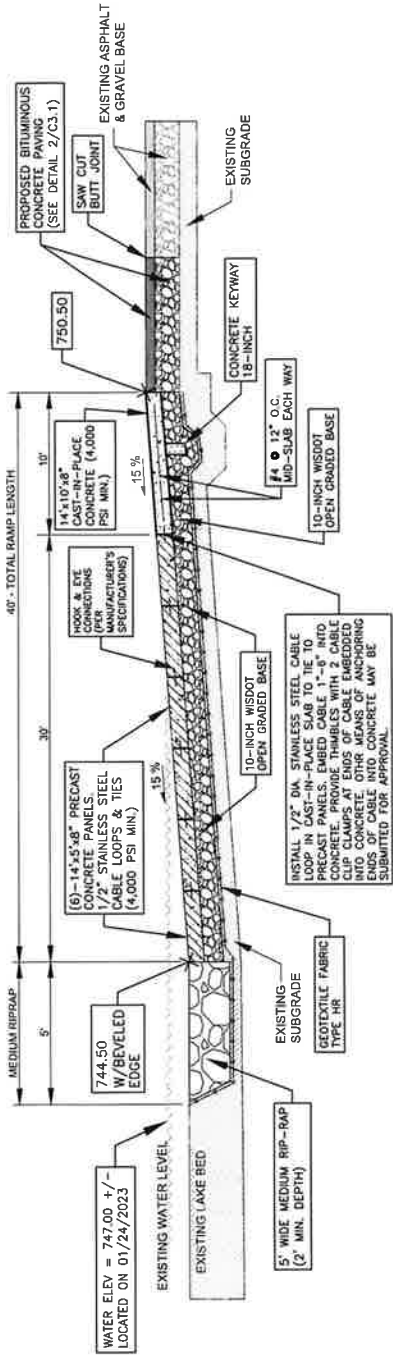 40' - TOTAL RAMP LENGTH
MEDIUM RIPRAP
5'
30'
10'
WATER ELEV = 747.00 +/-
LOCATED ON 01/24/2023
744.50
W/BEVELED
EDGE
(6)-14'x5'x8" PRECAST
CONCRETE PANELS.
1/2" STAINLESS STEEL
CABLE LOOPS & TIES
(4,000 PSI MIN.)
15 %
HOOK & EYE
CONNECTIONS
(PER
MANUFACTURER'S
SPECIFICATIONS)
14'x10'x8"
CAST-IN-PLACE
CONCRETE (4,000
PSI MIN.)
15 %
750.50
PROPOSED BITUMINOUS
CONCRETE PAVING
(SEE DETAIL 2/C3.1)
SAW CUT
BUTT JOINT
EXISTING ASPHALT
& GRAVEL BASE
EXISTING WATER LEVEL
EXISTING LAKE BED
5' WIDE MEDIUM RIP-RAP
(2' MIN. DEPTH)
EXISTING
SUBGRADE
GEOTEXTILE FABRIC
TYPE HR
10-INCH WISDOT
OPEN GRADED BASE
INSTALL 1/2" DIA. STAINLESS STEEL CABLE
LOOP IN CAST-IN-PLACE SLAB TO TIE TO
PRECAST PANELS. EMBED CABLE 1'-6" INTO
CONCRETE. PROVIDE THIMBLES WITH 2 CABLE
CLIP CLAMPS AT ENDS OF CABLE EMBEDDED
INTO CONCRETE. OTHR MEANS OF ANCHORING
ENDS OF CABLE INTO CONCRETE MAY BE
SUBMITTED FOR APPROVAL.
10-INCH WISDOT
OPEN GRADED BASE
#4 @ 12" O.C.
MID-SLAB EACH WAY
CONCRETE KEYWAY
18-INCH
EXISTING
SUBGRADE